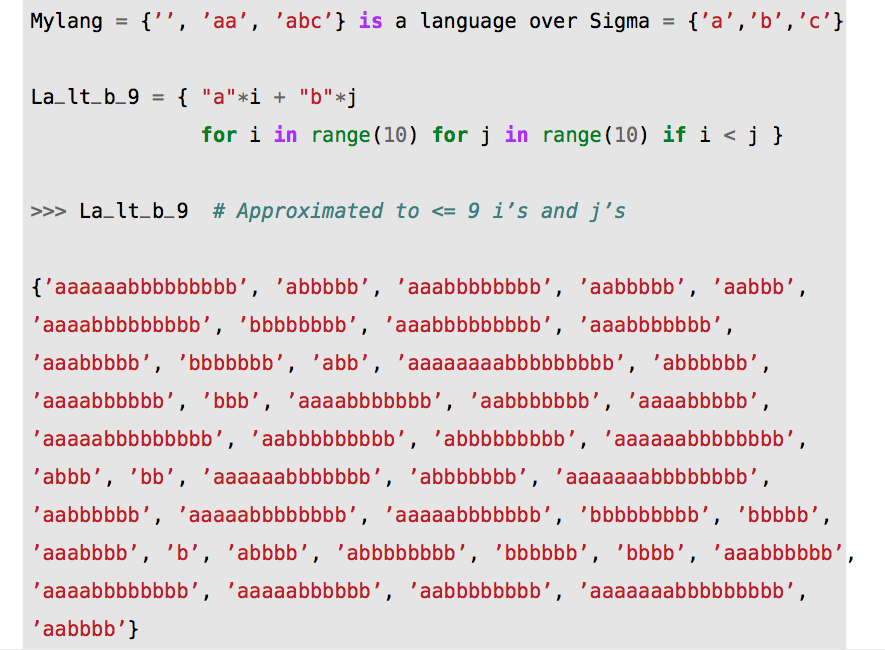 Mylang = {’’, ’aa’, ’abc’} is a language over Sigma = {’a’,’b’,’c’}
La_lt_b_9 = { "a"*i + "b"*j
for i in range(10) for j in range(10) if i < j }
>>> La_lt_b_9 # Approximated to <= 9 i’s and j’s
{’aaaaaabbbbbbbbb’, ’abbbbb’, ’aaabbbbbbbb’, ’aabbbbb’, ’aabbb’,
’aaaabbbbbbbbb’, ’bbbbbbbb’, ’aaabbbbbbbbb’, ’aaabbbbbbb’,
’aaabbbbb’, ’bbbbbbb’, ’abb’, ’aaaaaaaabbbbbbbbb’, ’abbbbbb’,
’aaaabbbbbb’, ’bbb’, ’aaaabbbbbbb’, ’aabbbbbbb’, ’aaaabbbbb’,
’aaaaabbbbbbbbb’, ’aabbbbbbbbb’, ’abbbbbbbbb’, ’aaaaaabbbbbbbb’,
’abbb’, ’bb’, ’aaaaaabbbbbbb’, ’abbbbbbb’, ’aaaaaaabbbbbbbb’,
’aabbbbbb’, ’aaaaabbbbbbbb’, ’aaaaabbbbbbb’, ’bbbbbbbbb’, ’bbbbb’,
’aaabbbb’, ’b’, ’abbbb’, ’abbbbbbbb’, ’bbbbbb’, ’bbbb’, ’aaabbbbbb’,
’aaaabbbbbbbb’, ’aaaaabbbbbb’, ’aabbbbbbbb’, ’aaaaaaabbbbbbbbb’,
’aabbbb’}